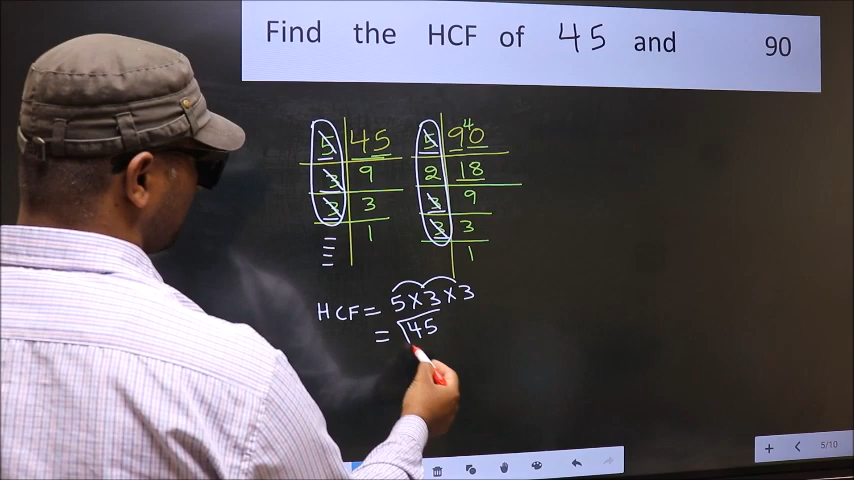 Find the HCF of 45 and 90
5 45 5 90
4
3 9 2 18
3 3 3 9
1 3 3
1
HCF = 5 × 3 × 3
= 45
5/10